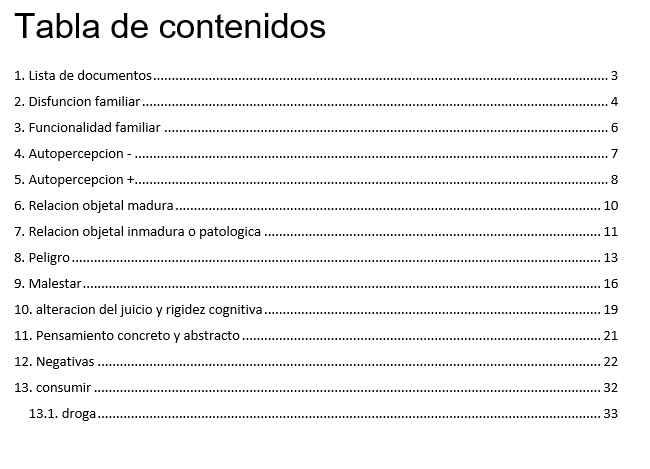 Tabla de contenidos
1. Lista de documentos 3
2. Disfuncion familiar 4
3. Funcionalidad familiar 6
4. Autopercepcion - 7
5. Autopercepcion + 8
6. Relacion objetal madura 10
7. Relacion objetal inmadura o patologica 11
8. Peligro 13
9. Malestar 16
10. alteracion del juicio y rigidez cognitiva 19
11. Pensamiento concreto y abstracto 21
12. Negativas 22
13. consumir 32
13.1. droga 33